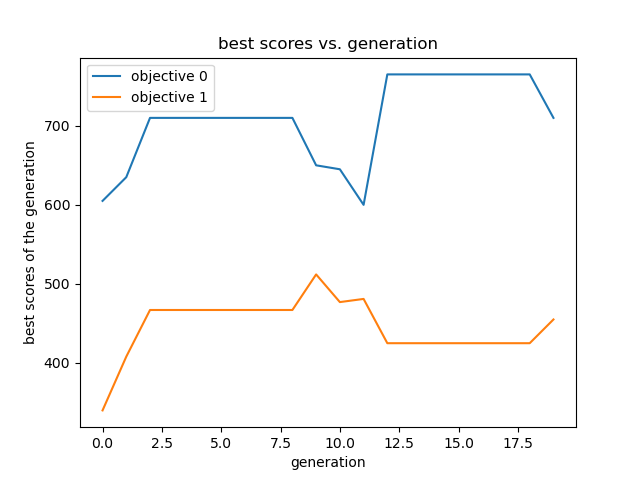 best scores vs. generation
objective 0
objective 1
best scores of the generation
700
600
500
400
0.0 2.5 5.0 7.5 10.0 12.5 15.0 17.5
generation